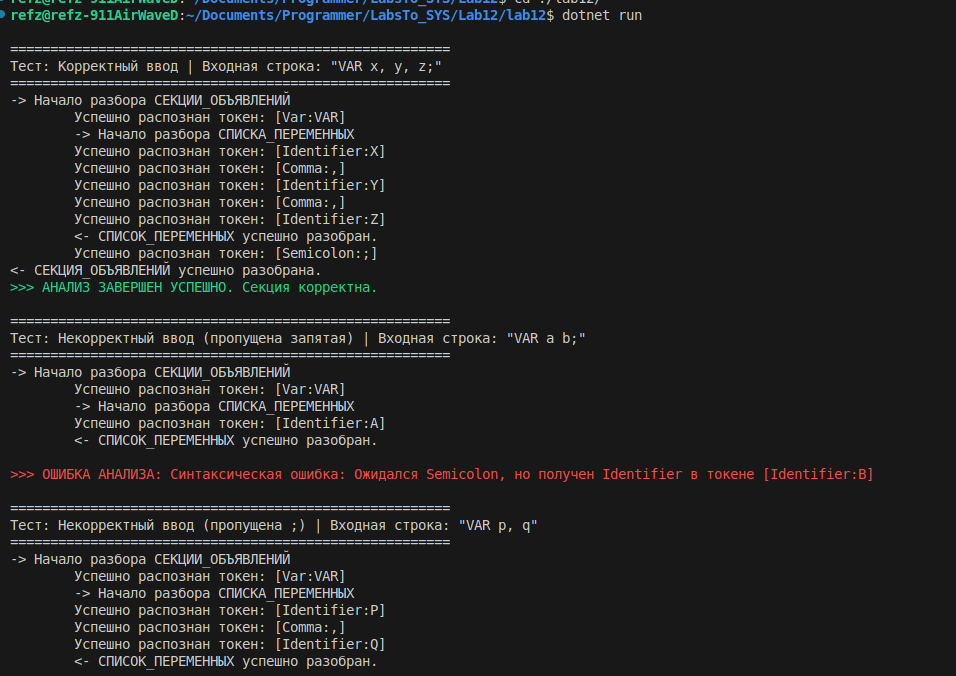 refz@refz-911AirWaveD:~/Documents/Programmer/LabsTo_SYS/Lab12$ cd ./lab12/
refz@refz-911AirWaveD:~/Documents/Programmer/LabsTo_SYS/Lab12/lab12$ dotnet run
=======================================================
Тест: Корректный ввод | Входная строка: "VAR x, y, z;"
=======================================================
-> Начало разбора СЕКЦИИ_ОБЪЯВЛЕНИЙ
Успешно распознан токен: [Var:VAR]
-> Начало разбора СПИСКА_ПЕРЕМЕННЫХ
Успешно распознан токен: [Identifier:X]
Успешно распознан токен: [Comma:,]
Успешно распознан токен: [Identifier:Y]
Успешно распознан токен: [Comma:,]
Успешно распознан токен: [Identifier:Z]
<- СПИСОК_ПЕРЕМЕННЫХ успешно разобран.
Успешно распознан токен: [Semicolon:;]
<- СЕКЦИЯ_ОБЪЯВЛЕНИЙ успешно разобрана.
>>> АНАЛИЗ ЗАВЕРШЕН УСПЕШНО. Секция корректна.
=======================================================
Тест: Некорректный ввод (пропущена запятая) | Входная строка: "VAR a b;"
=======================================================
-> Начало разбора СЕКЦИИ_ОБЪЯВЛЕНИЙ
Успешно распознан токен: [Var:VAR]
-> Начало разбора СПИСКА_ПЕРЕМЕННЫХ
Успешно распознан токен: [Identifier:A]
<- СПИСОК_ПЕРЕМЕННЫХ успешно разобран.
>>> ОШИБКА АНАЛИЗА: Синтаксическая ошибка: Ожидался Semicolon, но получен Identifier в токене [Identifier:B]
=======================================================
Тест: Некорректный ввод (пропущена ;) | Входная строка: "VAR p, q"
=======================================================
-> Начало разбора СЕКЦИИ_ОБЪЯВЛЕНИЙ
Успешно распознан токен: [Var:VAR]
-> Начало разбора СПИСКА_ПЕРЕМЕННЫХ
Успешно распознан токен: [Identifier:P]
Успешно распознан токен: [Comma:,]
Успешно распознан токен: [Identifier:Q]
<- СПИСОК_ПЕРЕМЕННЫХ успешно разобран.